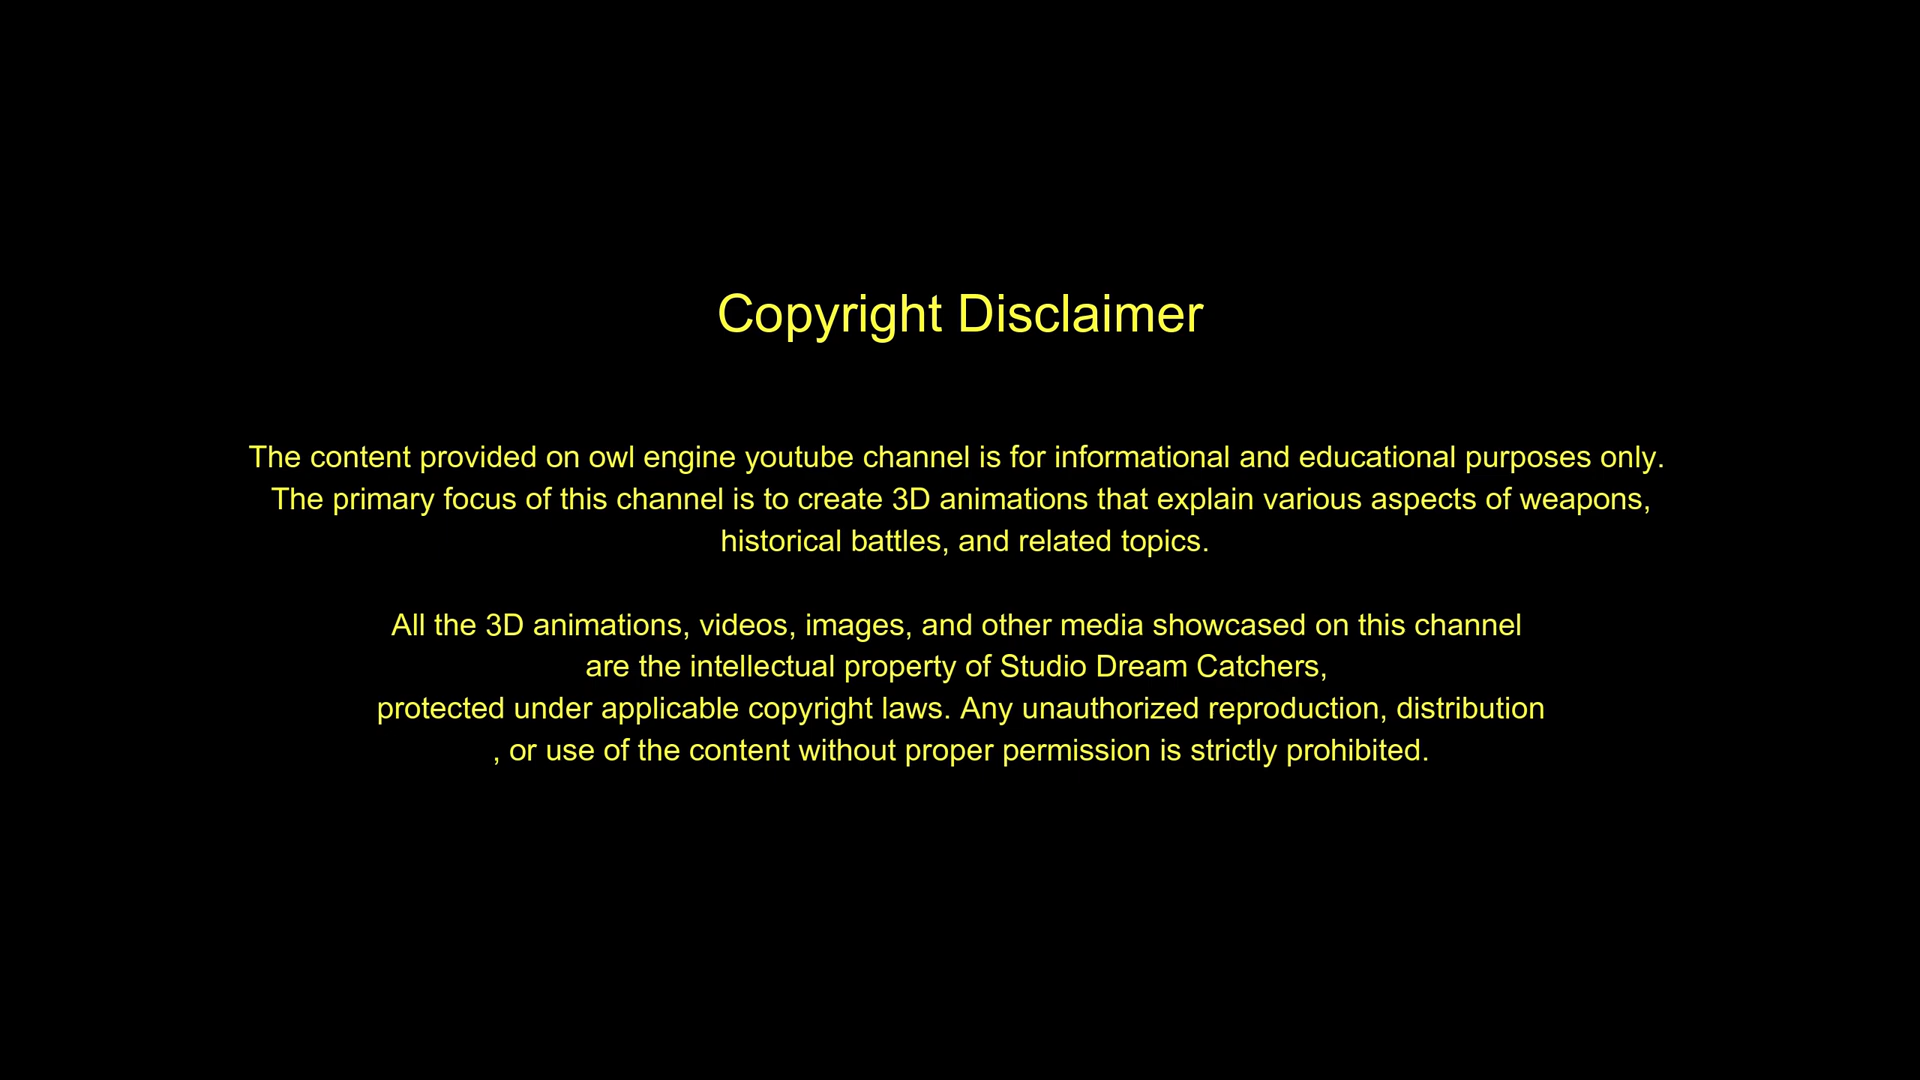 Copyright Disclaimer
The content provided on owl engine youtube channel is for informational and educational purposes only.
The primary focus of this channel is to create 3D animations that explain various aspects of weapons,
historical battles, and related topics.
All the 3D animations, videos, images, and other media showcased on this channel
are the intellectual property of Studio Dream Catchers,
protected under applicable copyright laws. Any unauthorized reproduction, distribution
, or use of the content without proper permission is strictly prohibited.